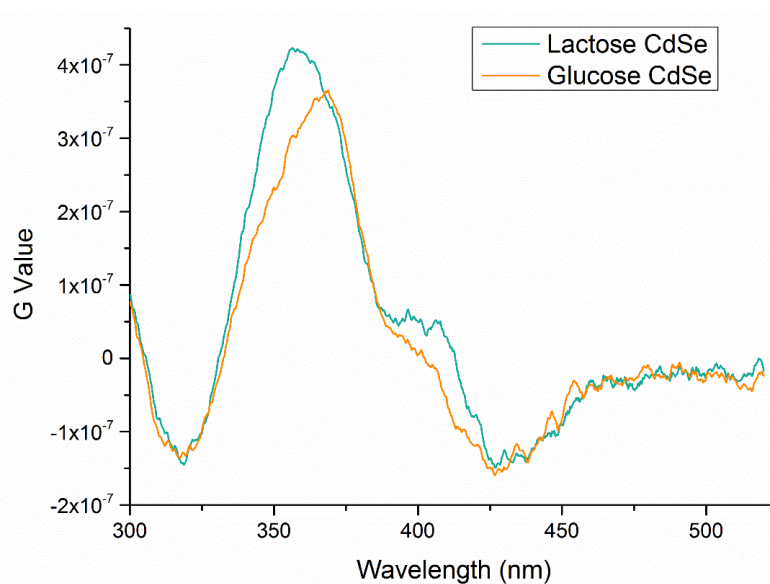 Lactose CdSe
Glucose CdSe
4x10⁻⁷
3x10⁻⁷
2x10⁻⁷
1x10⁻⁷
0
-1x10⁻⁷
-2x10⁻⁷
G Value
300 350 400 450 500
Wavelength (nm)